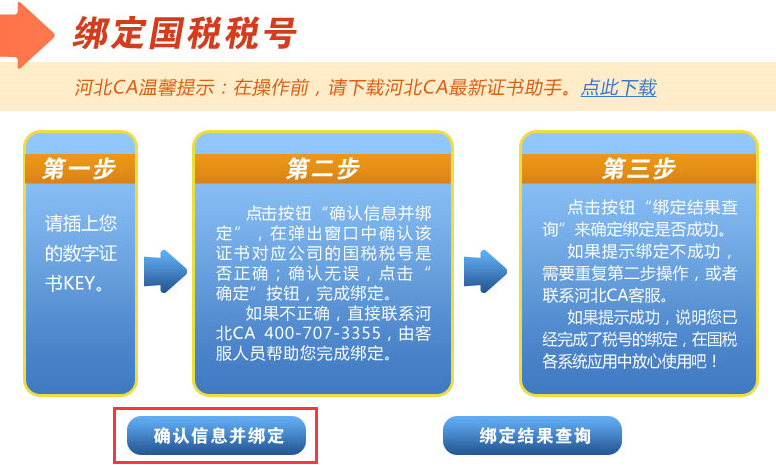 绑定国税税号
河北CA温馨提示：在操作前，请下载河北CA最新证书助手。点此下载
第一步
请插上您
的数字证
书KEY。
第二步
点击按钮“确认信息并绑
定”，在弹出窗口中确认该
证书对应公司的国税税号是
否正确；确认无误，点击“
确定”按钮，完成绑定。
如果不正确，直接联系河
北CA 400-707-3355，由客
服人员帮助您完成绑定。
第三步
点击按钮“绑定结果查
询”来确定绑定是否成功。
如果提示绑定不成功，
需要重复第二步操作，或者
联系河北CA客服。
如果提示成功，说明您已
经完成了税号的绑定，在国税
各系统应用中放心使用吧！
确认信息并绑定
绑定结果查询